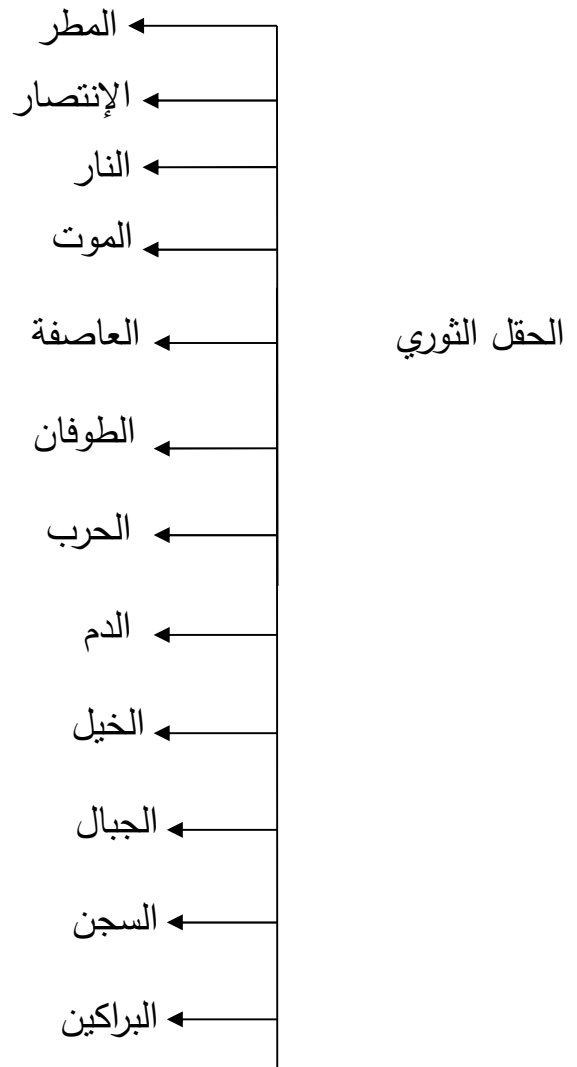 المطر
الإنتصار
النار
الموت
العاصفة
الحقل الثوري
الطوفان
الحرب
الدم
الخيل
الجبال
السجن
البراكين